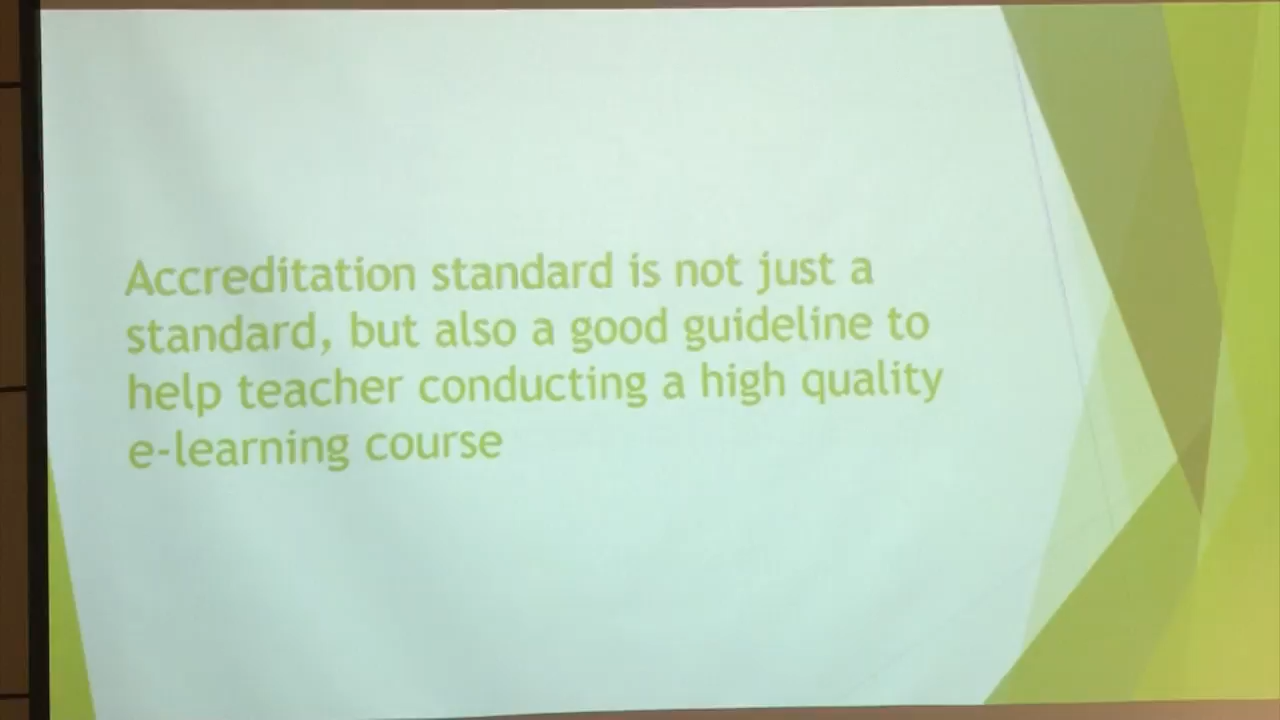 Accreditation standard is not just a
standard, but also a good guideline to
help teacher conducting a high quality
e-learning course